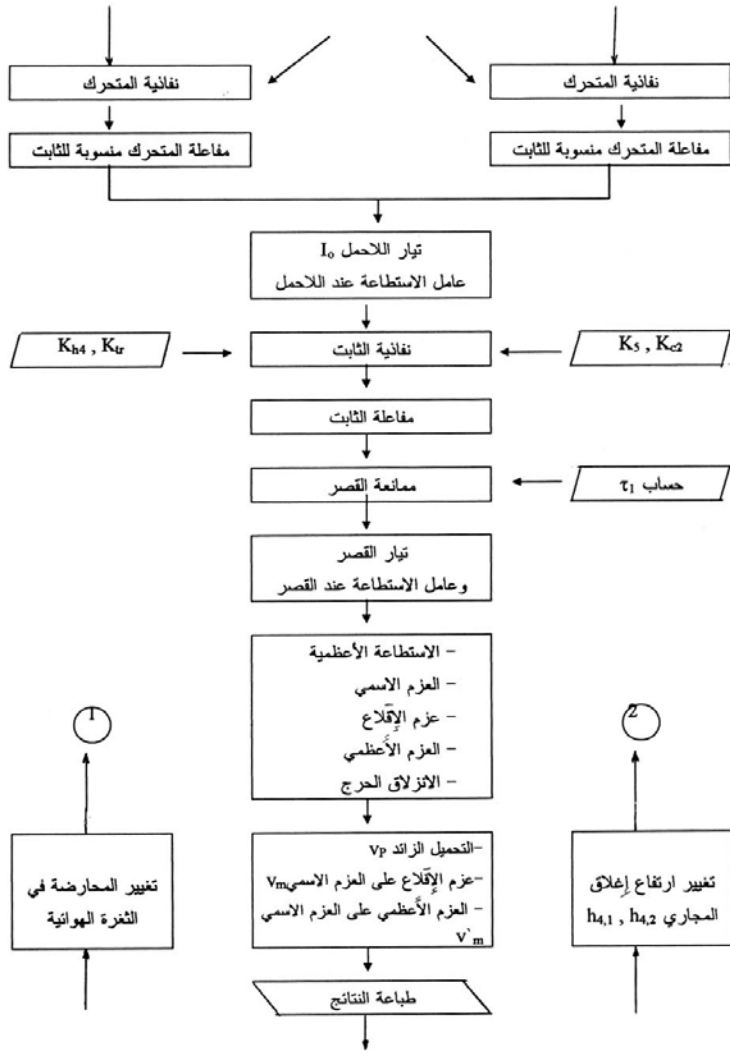 نفاذية المتحرك
نفاذية المتحرك
مفاعلة المتحرك منسوبة للثابت
مفاعلة المتحرك منسوبة للثابت
تيار اللاحمل I₀
عامل الاستطاعة عند اللاحمل
K₅ , Kc2
نفاذية الثابت
Kh4 , Ktr
مفاعلة الثابت
حساب τ₁
ممانعة القصر
تيار القصر
وعامل الاستطاعة عند القصر
– الاستطاعة الأعظمية
– العزم الاسمي
– عزم الإقلاع
– العزم الأعظمي
– الانزلاق الحرج
2
1
تغيير ارتفاع إغلاق
المجاري h4,1 , h4,2
–التحميل الزائد vP
–عزم الإقلاع على العزم الاسمي vm
– العزم الأعظمي على العزم الاسمي
v`m
تغيير المحارضة في
الثغرة الهوائية
طباعة النتائج